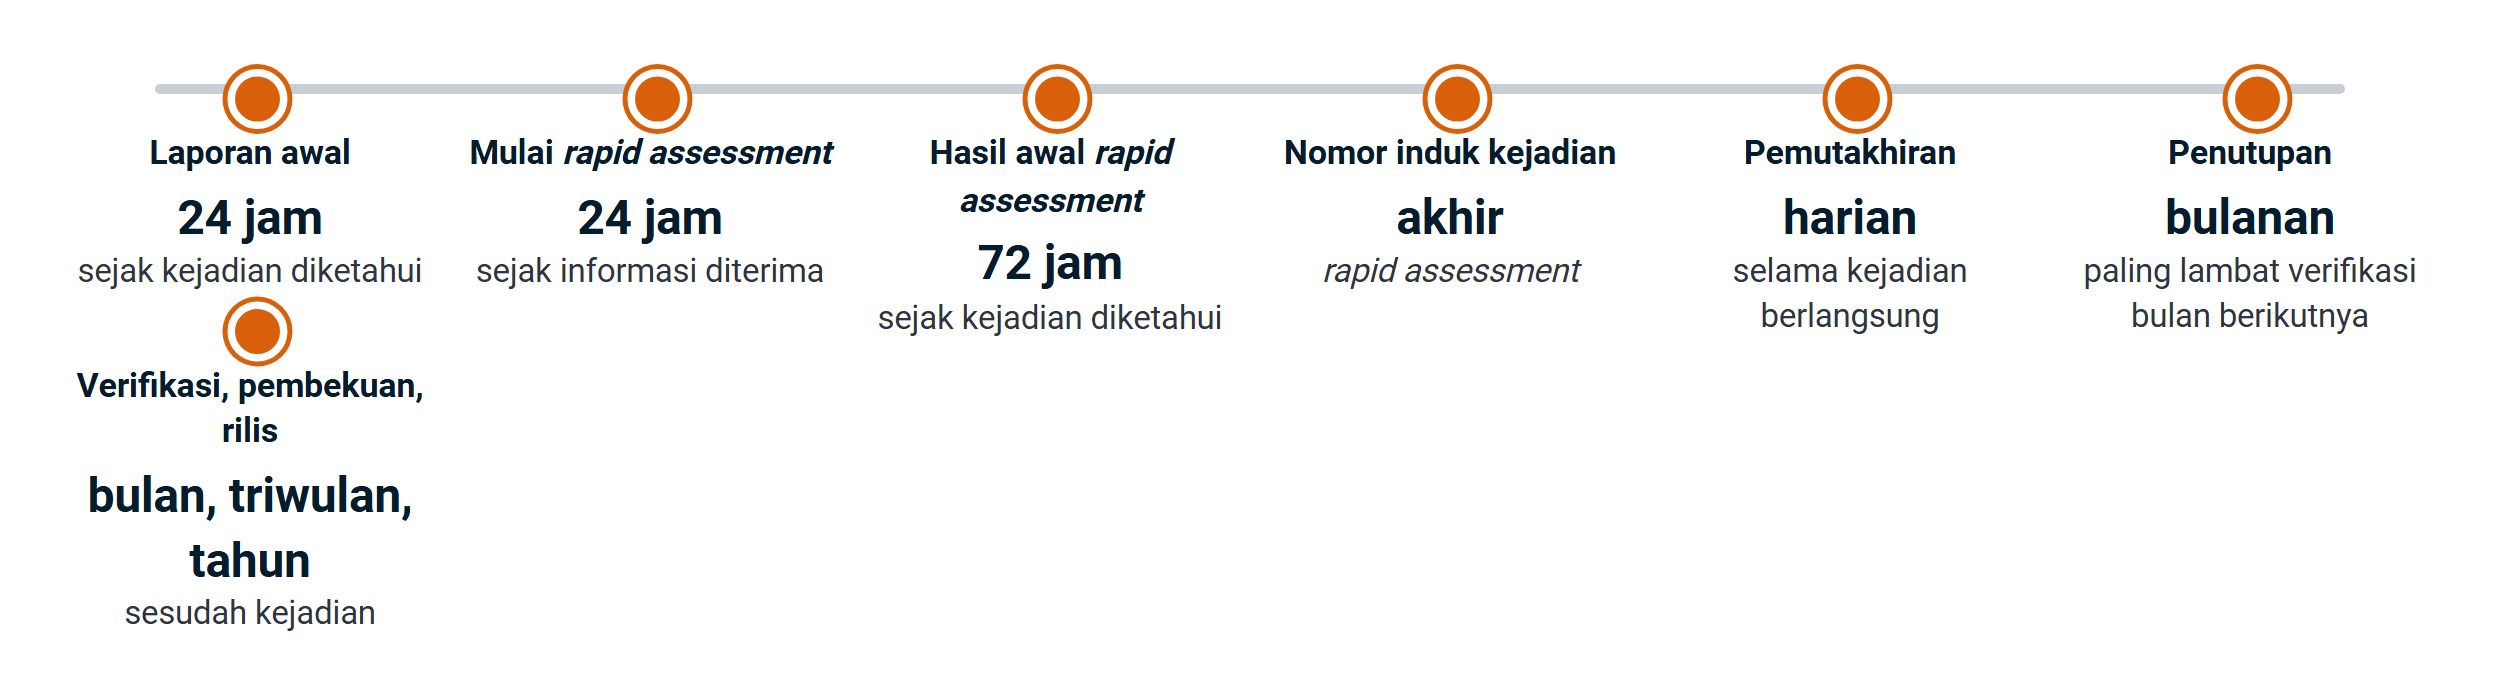 Laporan awal
24 jam
sejak kejadian diketahui
Mulai rapid assessment
24 jam
sejak informasi diterima
Hasil awal rapid
assessment
72 jam
sejak kejadian diketahui
Nomor induk kejadian
akhir
rapid assessment
Pemutakhiran
harian
selama kejadian
berlangsung
Penutupan
bulanan
paling lambat verifikasi
bulan berikutnya
Verifikasi, pembekuan,
rilis
bulan, triwulan,
tahun
sesudah kejadian